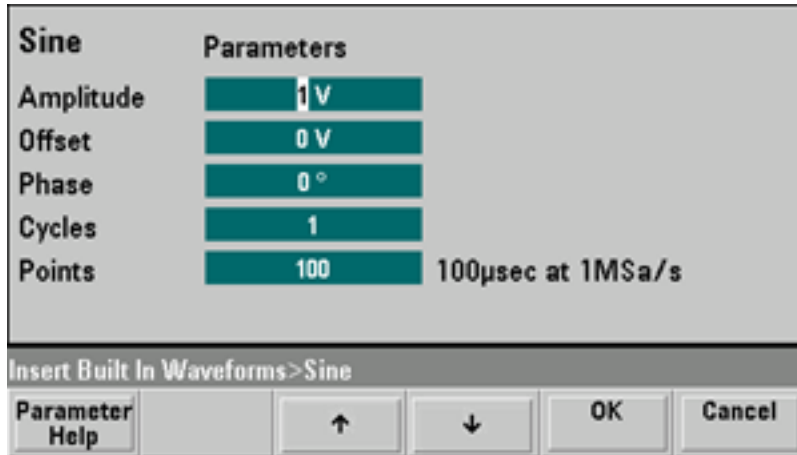 Sine
Parameters
Amplitude 1 V
Offset 0 V
Phase 0 °
Cycles 1
Points 100 100µsec at 1MSa/s
Insert Built In Waveforms>Sine
Parameter Help ↑ ↓ OK Cancel